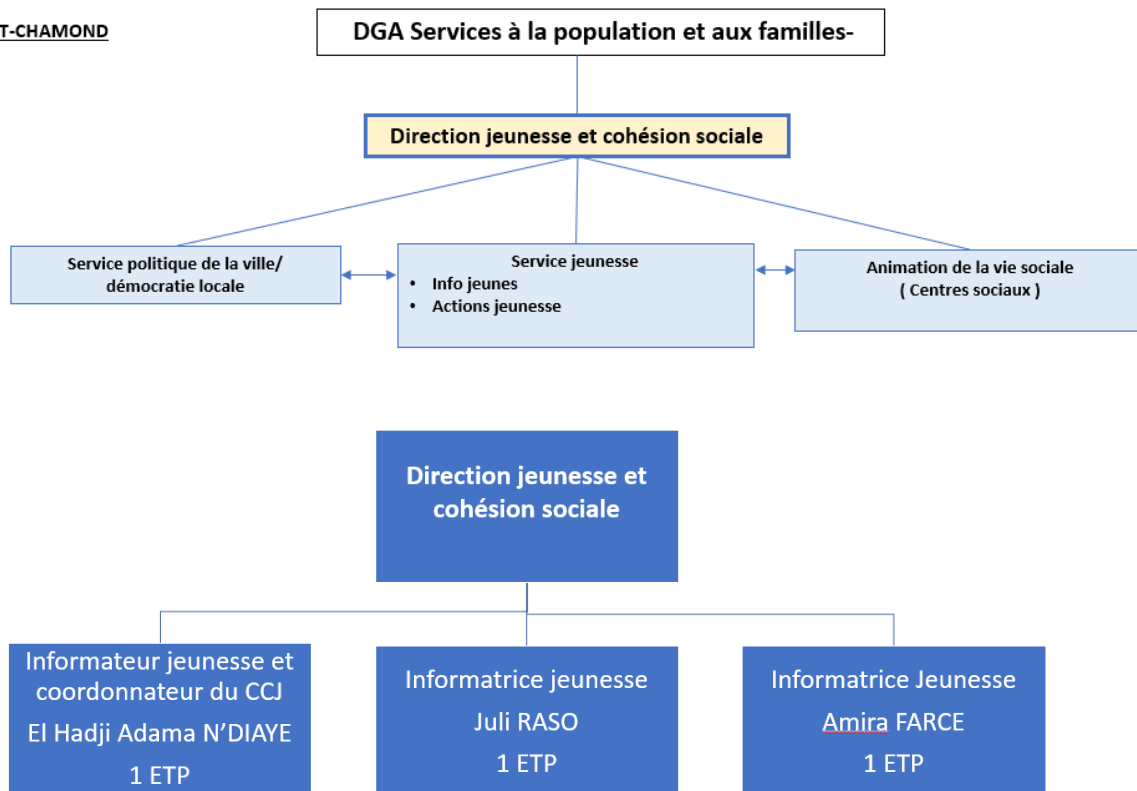 T-CHAMOND
DGA Services à la population et aux familles-
Direction jeunesse et cohésion sociale
Service politique de la ville/
démocratie locale
Service jeunesse
• Info jeunes
• Actions jeunesse
Animation de la vie sociale
( Centres sociaux )
Direction jeunesse et
cohésion sociale
Informateur jeunesse et
coordonnateur du CCJ
El Hadji Adama N’DIAYE
1 ETP
Informatrice jeunesse
Juli RASO
1 ETP
Informatrice Jeunesse
Amira FARCE
1 ETP